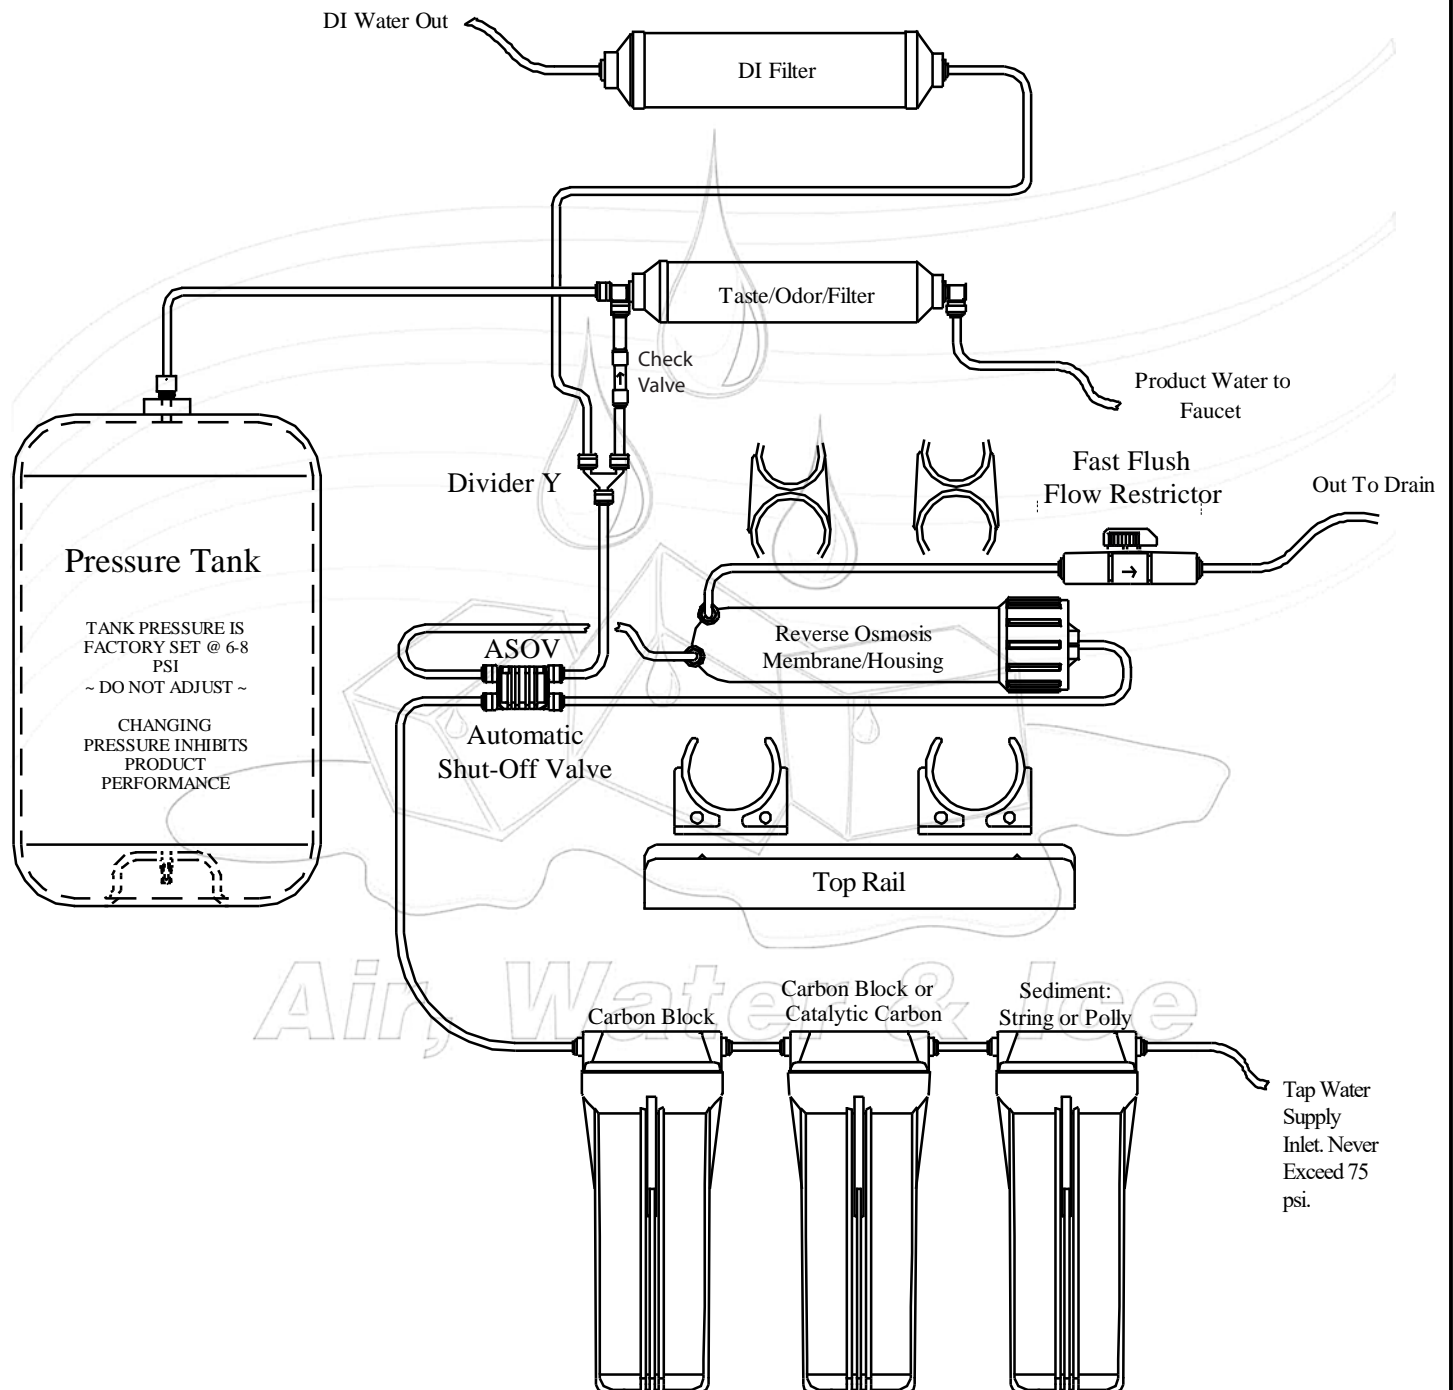 DI Water Out
DI Filter
Taste/Odor/Filter
Check
Valve
Product Water to
Faucet
Divider Y
Fast Flush
Flow Restrictor
Out To Drain
Pressure Tank
TANK PRESSURE IS
FACTORY SET @ 6-8
PSI
~ DO NOT ADJUST ~
CHANGING
PRESSURE INHIBITS
PRODUCT
PERFORMANCE
ASOV
Reverse Osmosis
Membrane/Housing
Automatic
Shut-Off Valve
Top Rail
Air, Water & Ice
Carbon Block
Carbon Block or
Catalytic Carbon
Sediment:
String or Polly
Tap Water
Supply
Inlet. Never
Exceed 75
psi.